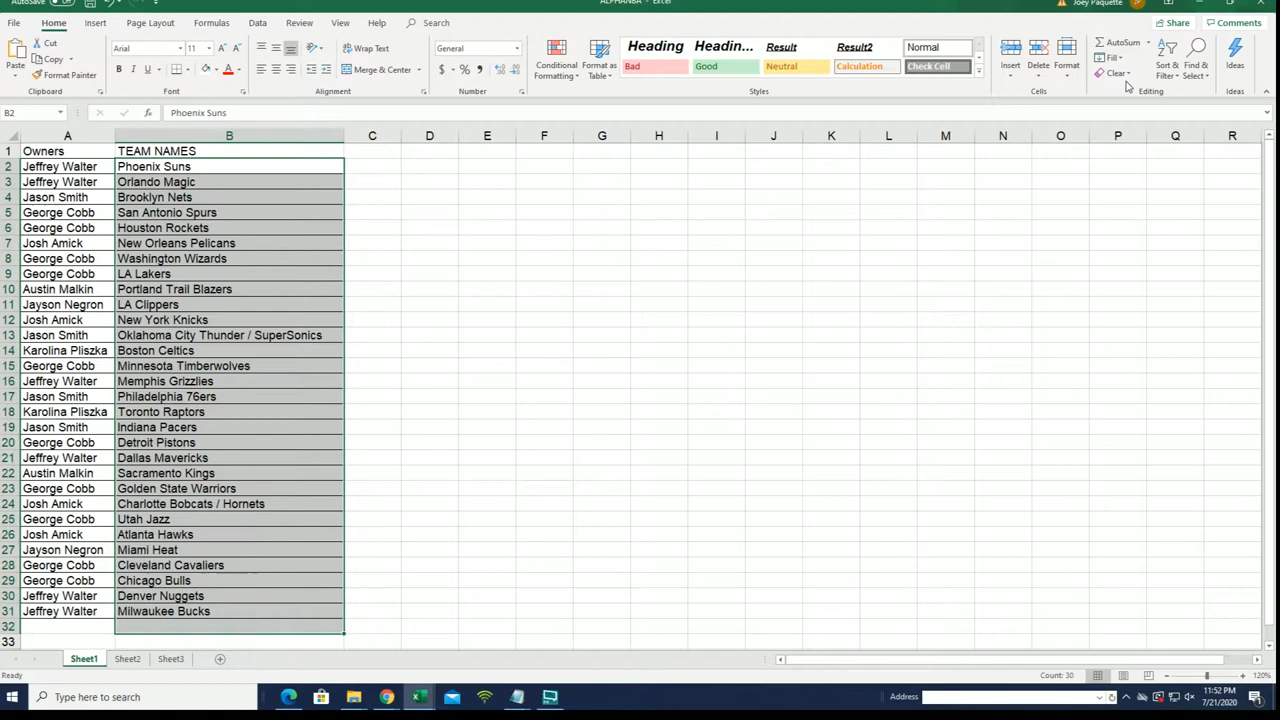 AutoSave Off
ALPHANBA - Excel
Joey Paquette JP
File Home Insert Page Layout Formulas Data Review View Help Search Share Comments
Cut
Copy
Format Painter
Paste
Clipboard
Arial 11
B I U
Font
Wrap Text
Merge & Center
Alignment
General
$ % 9
Number
Conditional Formatting
Format as Table
Heading Headin... Result Result2 Normal
Bad Good Neutral Calculation Check Cell
Styles
Insert Delete Format
Cells
AutoSum
Fill
Clear
Sort & Filter
Find & Select
Editing
Ideas
Ideas
B2 fx Phoenix Suns
A B C D E F G H I J K L M N O P Q R
1 Owners TEAM NAMES
2 Jeffrey Walter Phoenix Suns
3 Jeffrey Walter Orlando Magic
4 Jason Smith Brooklyn Nets
5 George Cobb San Antonio Spurs
6 George Cobb Houston Rockets
7 Josh Amick New Orleans Pelicans
8 George Cobb Washington Wizards
9 George Cobb LA Lakers
10 Austin Malkin Portland Trail Blazers
11 Jayson Negron LA Clippers
12 Josh Amick New York Knicks
13 Jason Smith Oklahoma City Thunder / SuperSonics
14 Karolina Pliszka Boston Celtics
15 George Cobb Minnesota Timberwolves
16 Jeffrey Walter Memphis Grizzlies
17 Jason Smith Philadelphia 76ers
18 Karolina Pliszka Toronto Raptors
19 Jason Smith Indiana Pacers
20 George Cobb Detroit Pistons
21 Jeffrey Walter Dallas Mavericks
22 Austin Malkin Sacramento Kings
23 George Cobb Golden State Warriors
24 Josh Amick Charlotte Bobcats / Hornets
25 George Cobb Utah Jazz
26 Josh Amick Atlanta Hawks
27 Jayson Negron Miami Heat
28 George Cobb Cleveland Cavaliers
29 George Cobb Chicago Bulls
30 Jeffrey Walter Denver Nuggets
31 Jeffrey Walter Milwaukee Bucks
32
33
Sheet1 Sheet2 Sheet3
Ready Count: 30 120%
Type here to search Address 11:52 PM
7/21/2020